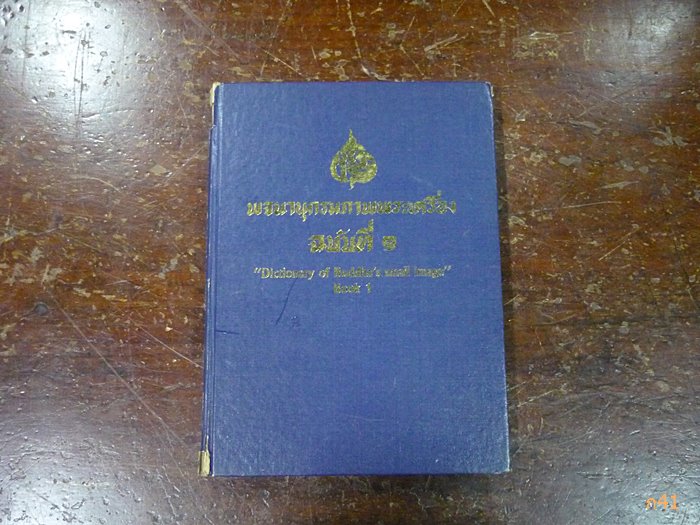 พจนานุกรมภาพพระเครื่อง
ฉบับที่ ๑
"Dictionary of Buddha's small image"
Book 1
n41